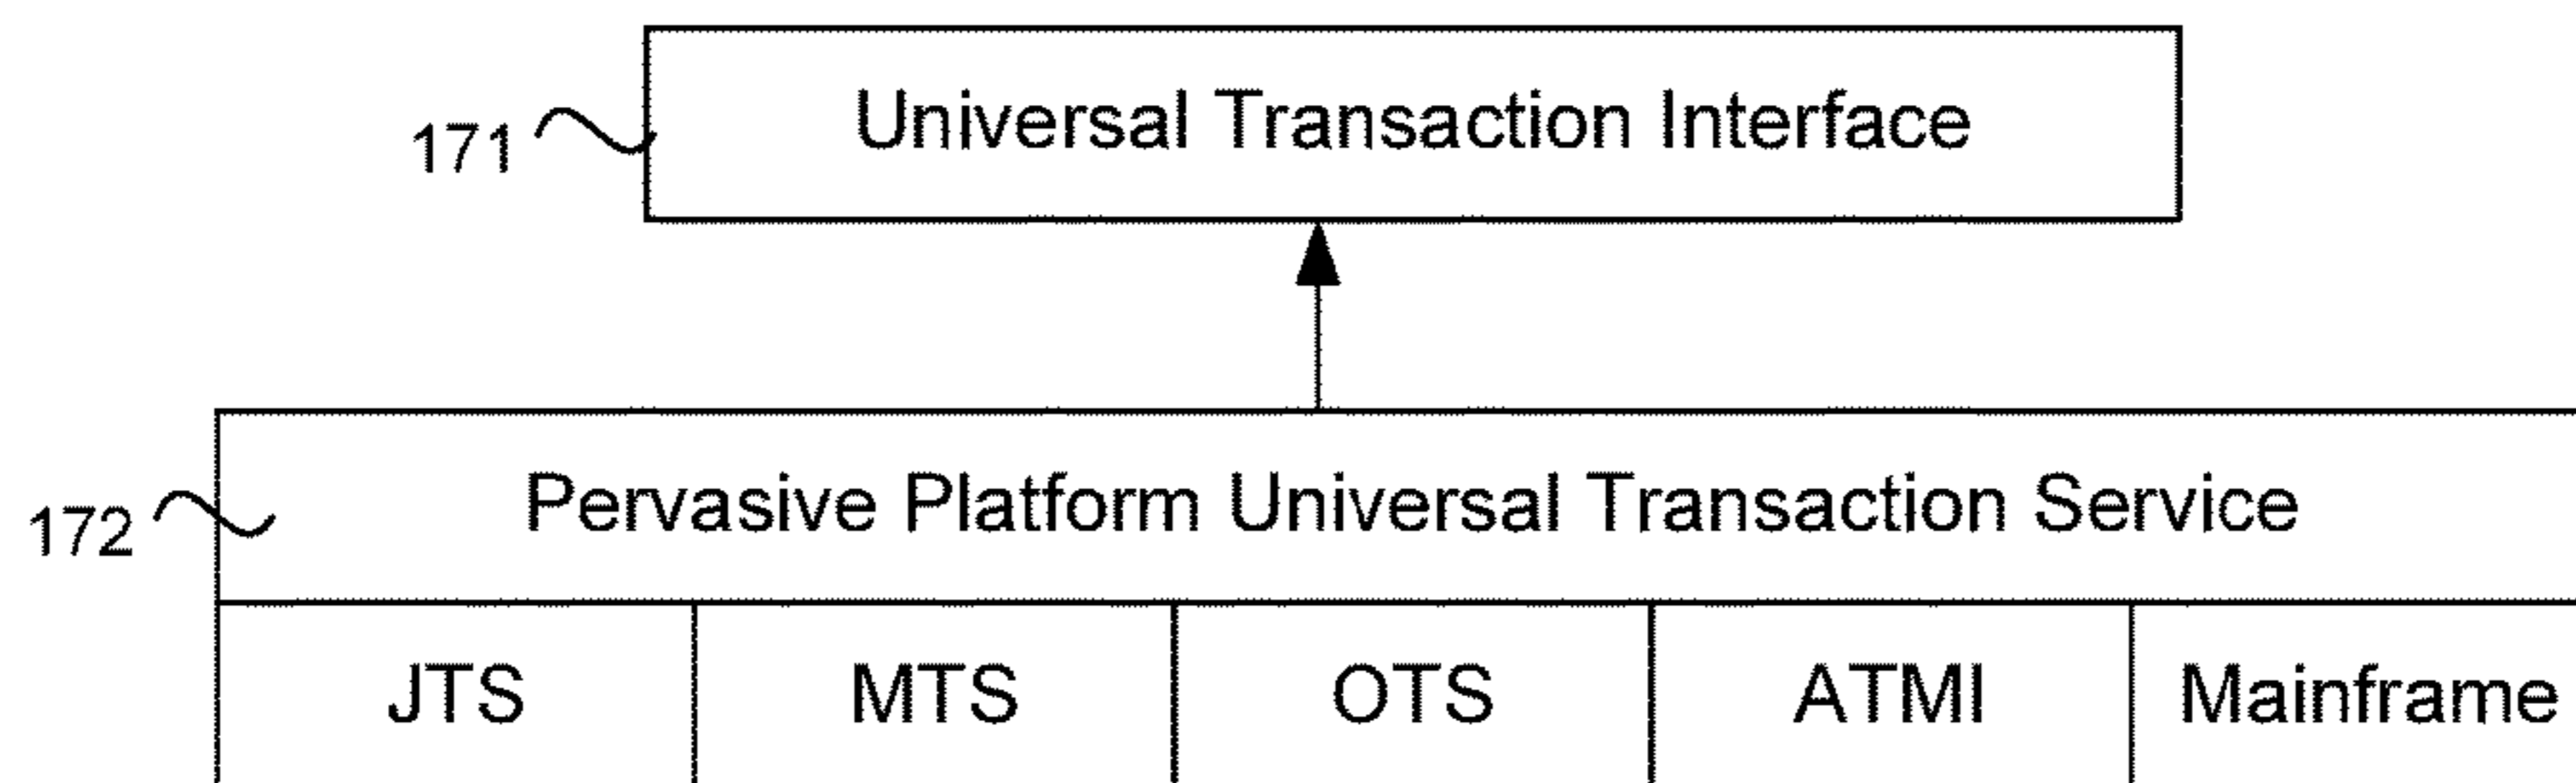 Universal Transaction Interface
171
Pervasive Platform Universal Transaction Service
172
JTS MTS OTS ATMI Mainframe